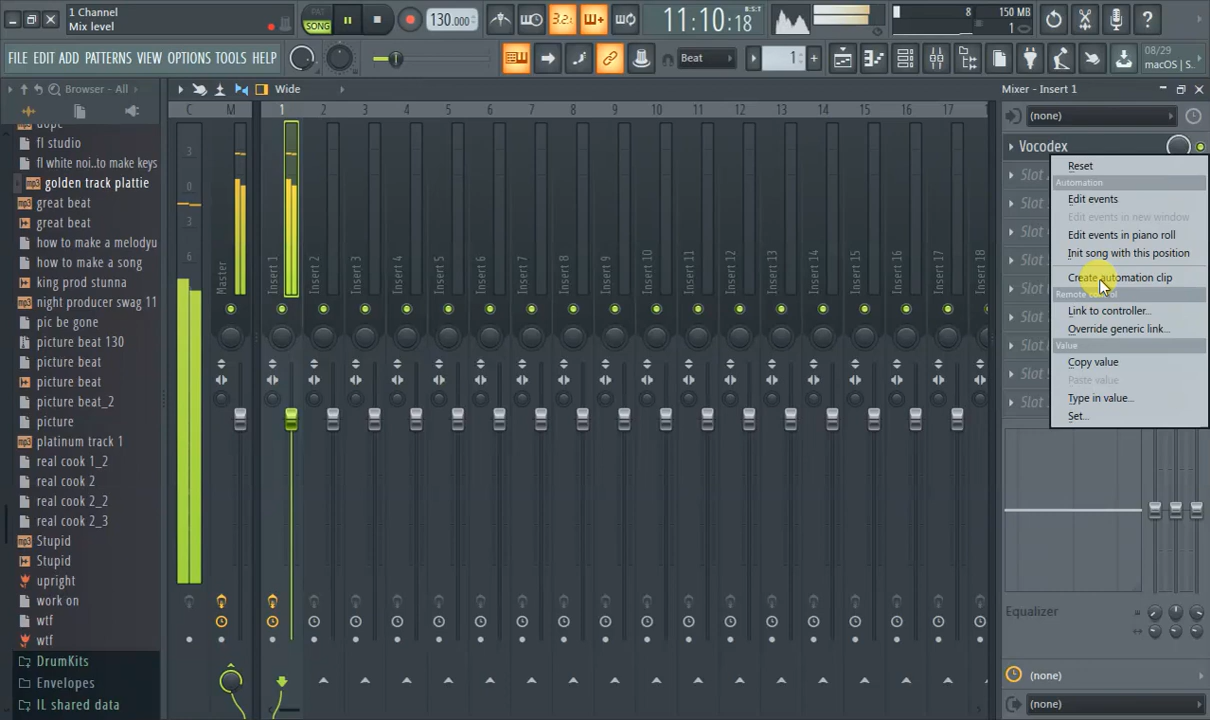 1 Channel
Mix level
PAT
SONG
130.000
3.2.
11:10:18
B:S:T
8
150 MB
1
FILE EDIT ADD PATTERNS VIEW OPTIONS TOOLS HELP
Beat
1
08/29
macOS | S..
Browser - All
Wide
Mixer - Insert 1
C
M
1
2
3
4
5
6
7
8
9
10
11
12
13
14
15
16
17
(none)
Vocodex
dope
fl studio
fl white noi..to make keys
golden track plattie
great beat
great beat
how to make a melodyu
how to make a song
king prod stunna
night producer swag 11
pic be gone
picture beat 130
picture beat
picture beat
picture beat_2
picture
platinum track 1
real cook 1_2
real cook 2
real cook 2_2
real cook 2_3
Stupid
Stupid
upright
work on
wtf
wtf
DrumKits
Envelopes
IL shared data
3
0
3
6
Master
Insert 1
Insert 2
Insert 3
Insert 4
Insert 5
Insert 6
Insert 7
Insert 8
Insert 9
Insert 10
Insert 11
Insert 12
Insert 13
Insert 14
Insert 15
Insert 16
Insert 17
Insert 18
Slot
Slot
Slot
Slot
Slot
Slot
Slot
Slot
Slot
Reset
Automation
Edit events
Edit events in new window
Edit events in piano roll
Init song with this position
Create automation clip
Remote control
Link to controller...
Override generic link...
Value
Copy value
Paste value
Type in value...
Set...
Equalizer
(none)
(none)